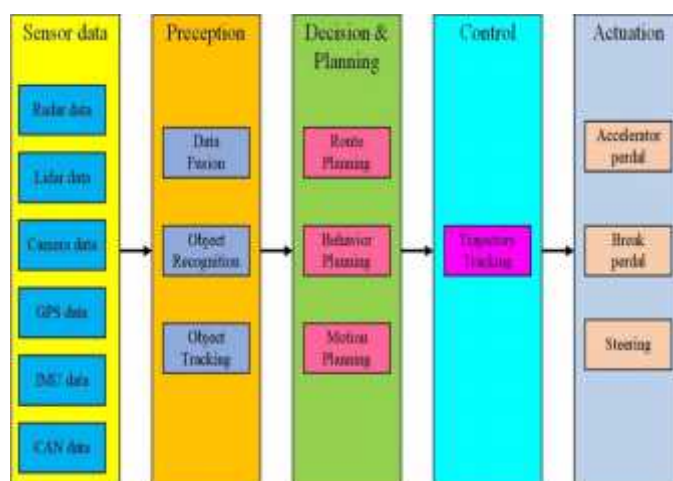 Sensor data
Radar data
Lidar data
Camera data
GPS data
IMU data
CAN data
Preception
Data
Fusion
Object
Recognition
Object
Tracking
Decision &
Planning
Route
Planning
Behavior
Planning
Motion
Planning
Control
Trajectory
Tracking
Actuation
Accelerator
perdal
Break
perdal
Steering